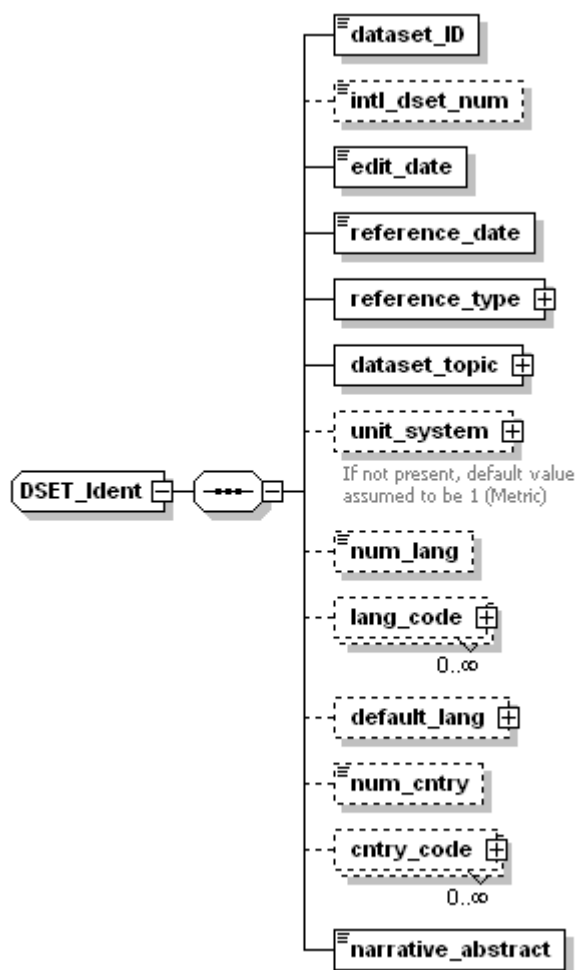 dataset_ID
intl_dset_num
edit_date
reference_date
reference_type
dataset_topic
unit_system
If not present, default value
assumed to be 1 (Metric)
DSET_Ident
num_lang
lang_code
0..∞
default_lang
num_cntry
cntry_code
0..∞
narrative_abstract